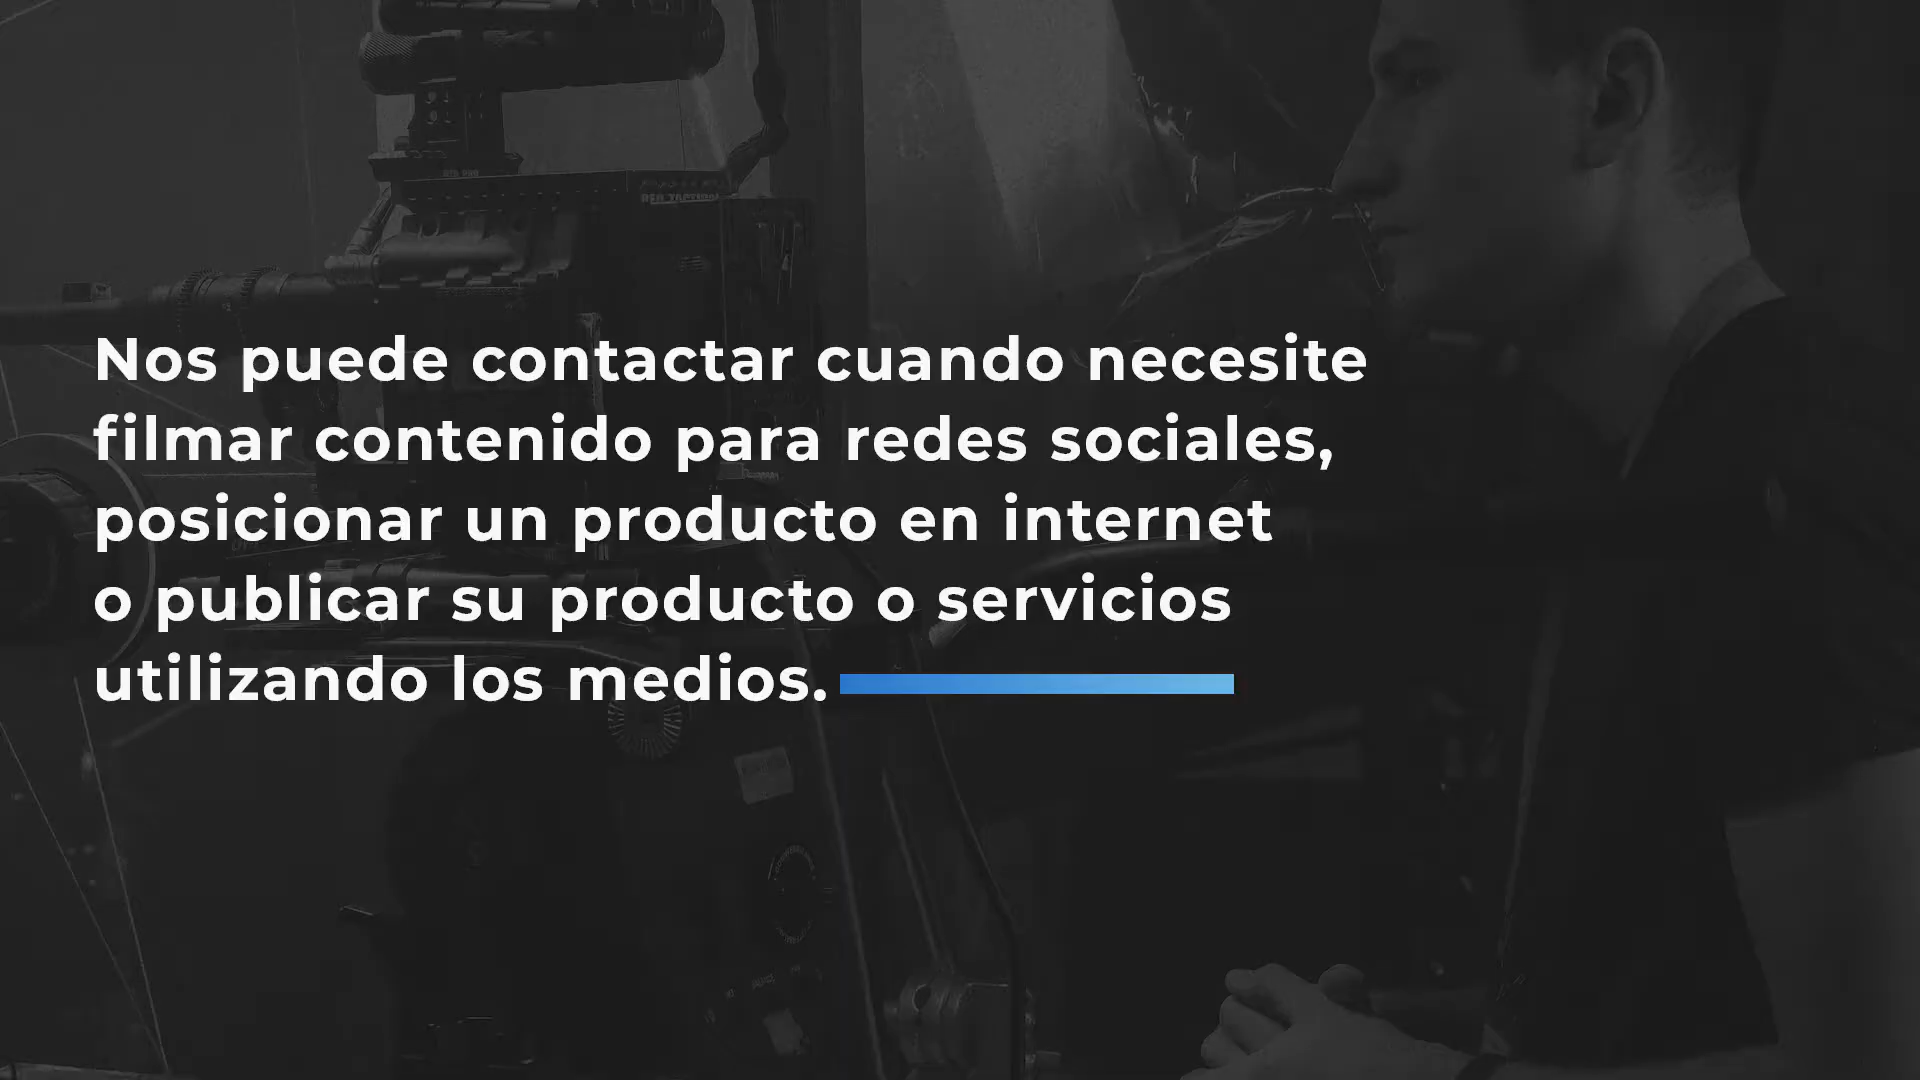 Nos puede contactar cuando necesite
filmar contenido para redes sociales,
posicionar un producto en internet
o publicar su producto o servicios
utilizando los medios.